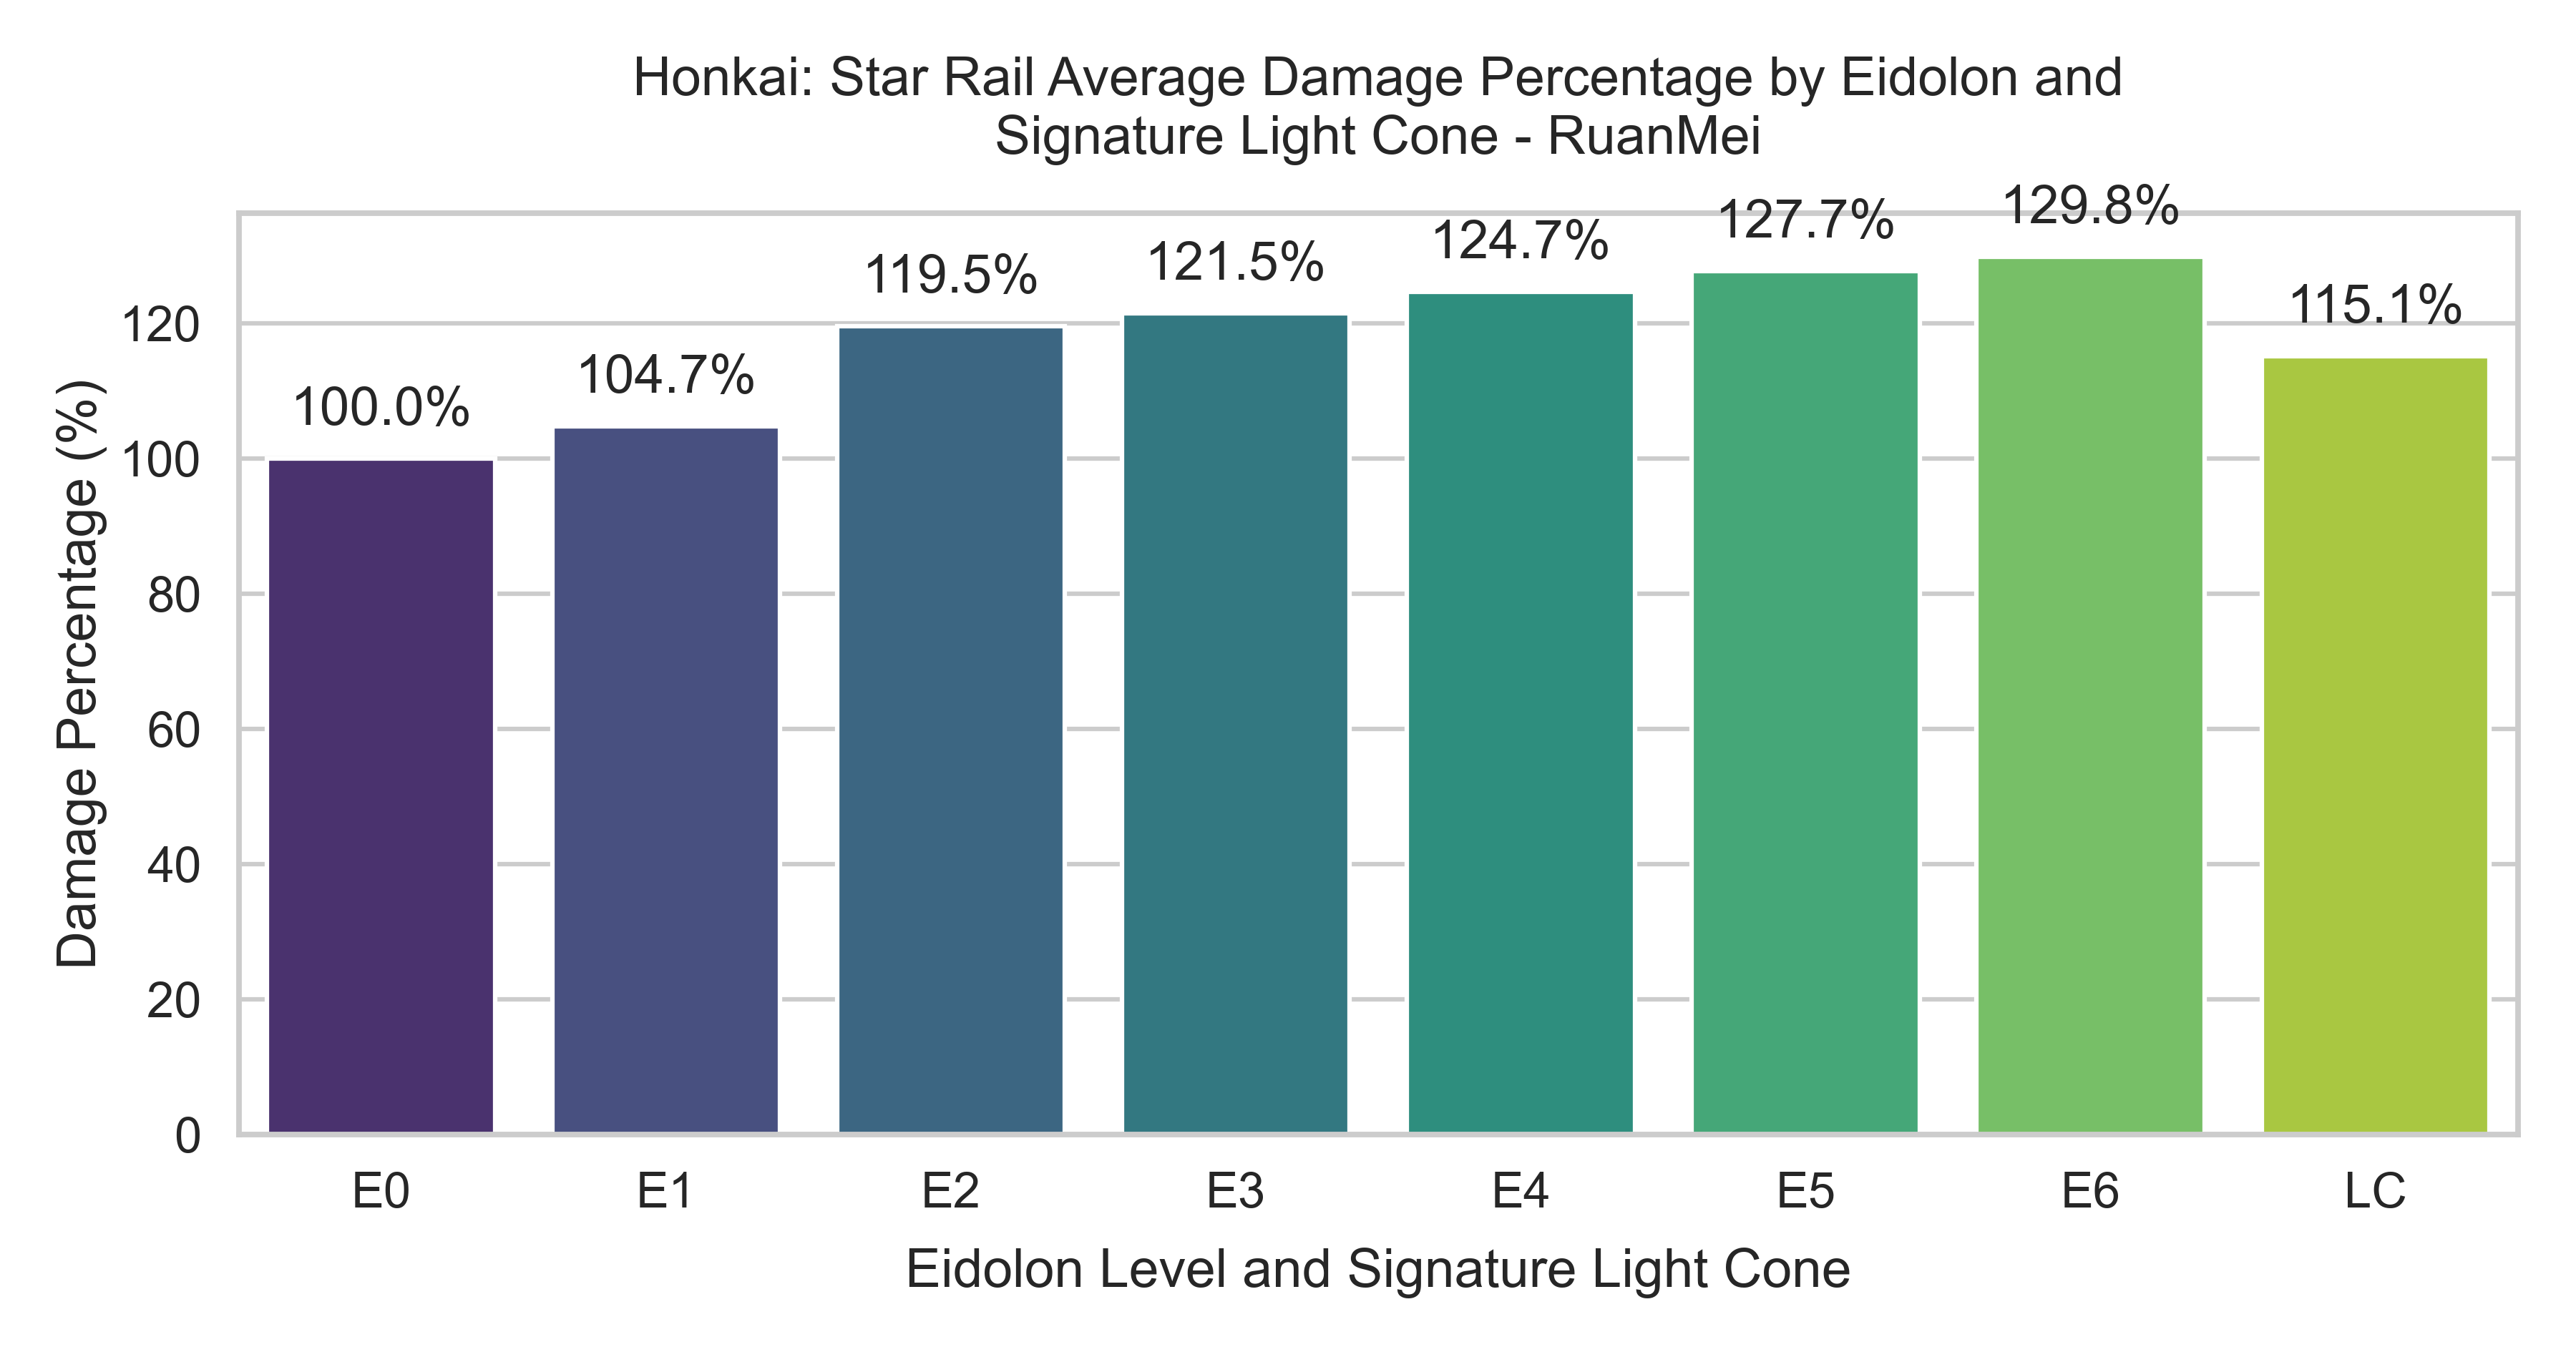 Honkai: Star Rail Average Damage Percentage by Eidolon and
Signature Light Cone - RuanMei
Damage Percentage (%)
120
100
80
60
40
20
0
100.0%
104.7%
119.5%
121.5%
124.7%
127.7%
129.8%
115.1%
E0
E1
E2
E3
E4
E5
E6
LC
Eidolon Level and Signature Light Cone